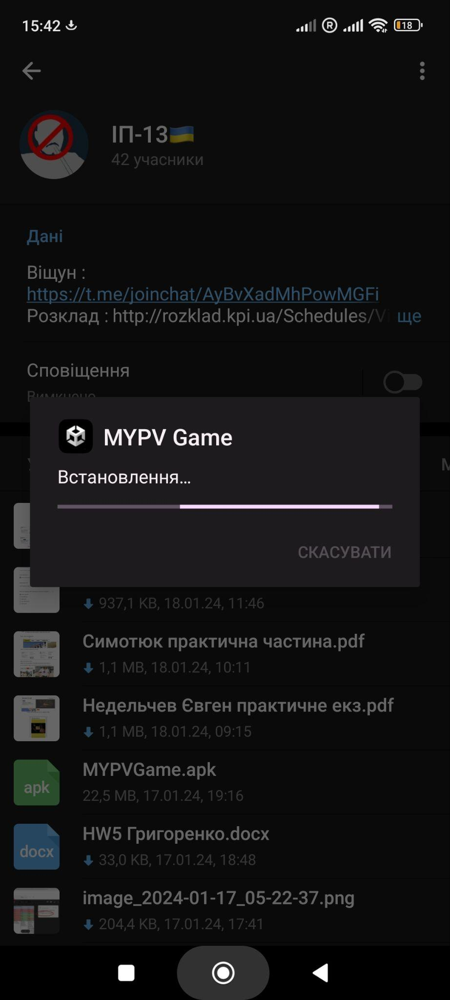 15:42
R
18
ІП-13
42 учасники
Дані
Віщун :
https://t.me/joinchat/AyBvXadMhPowMGFi
Розклад : http://rozklad.kpi.ua/Schedules/Vi ще
Сповіщення
Вимкнено
MYPV Game
Встановлення...
СКАСУВАТИ
937,1 KB, 18.01.24, 11:46
Симотюк практична частина.pdf
1,1 MB, 18.01.24, 10:11
Недельчев Євген практичне екз.pdf
1,1 MB, 18.01.24, 09:15
apk
MYPVGame.apk
22,5 MB, 17.01.24, 19:16
docx
HW5 Григоренко.docx
33,0 KB, 17.01.24, 18:48
image_2024-01-17_05-22-37.png
204,4 KB, 17.01.24, 17:41